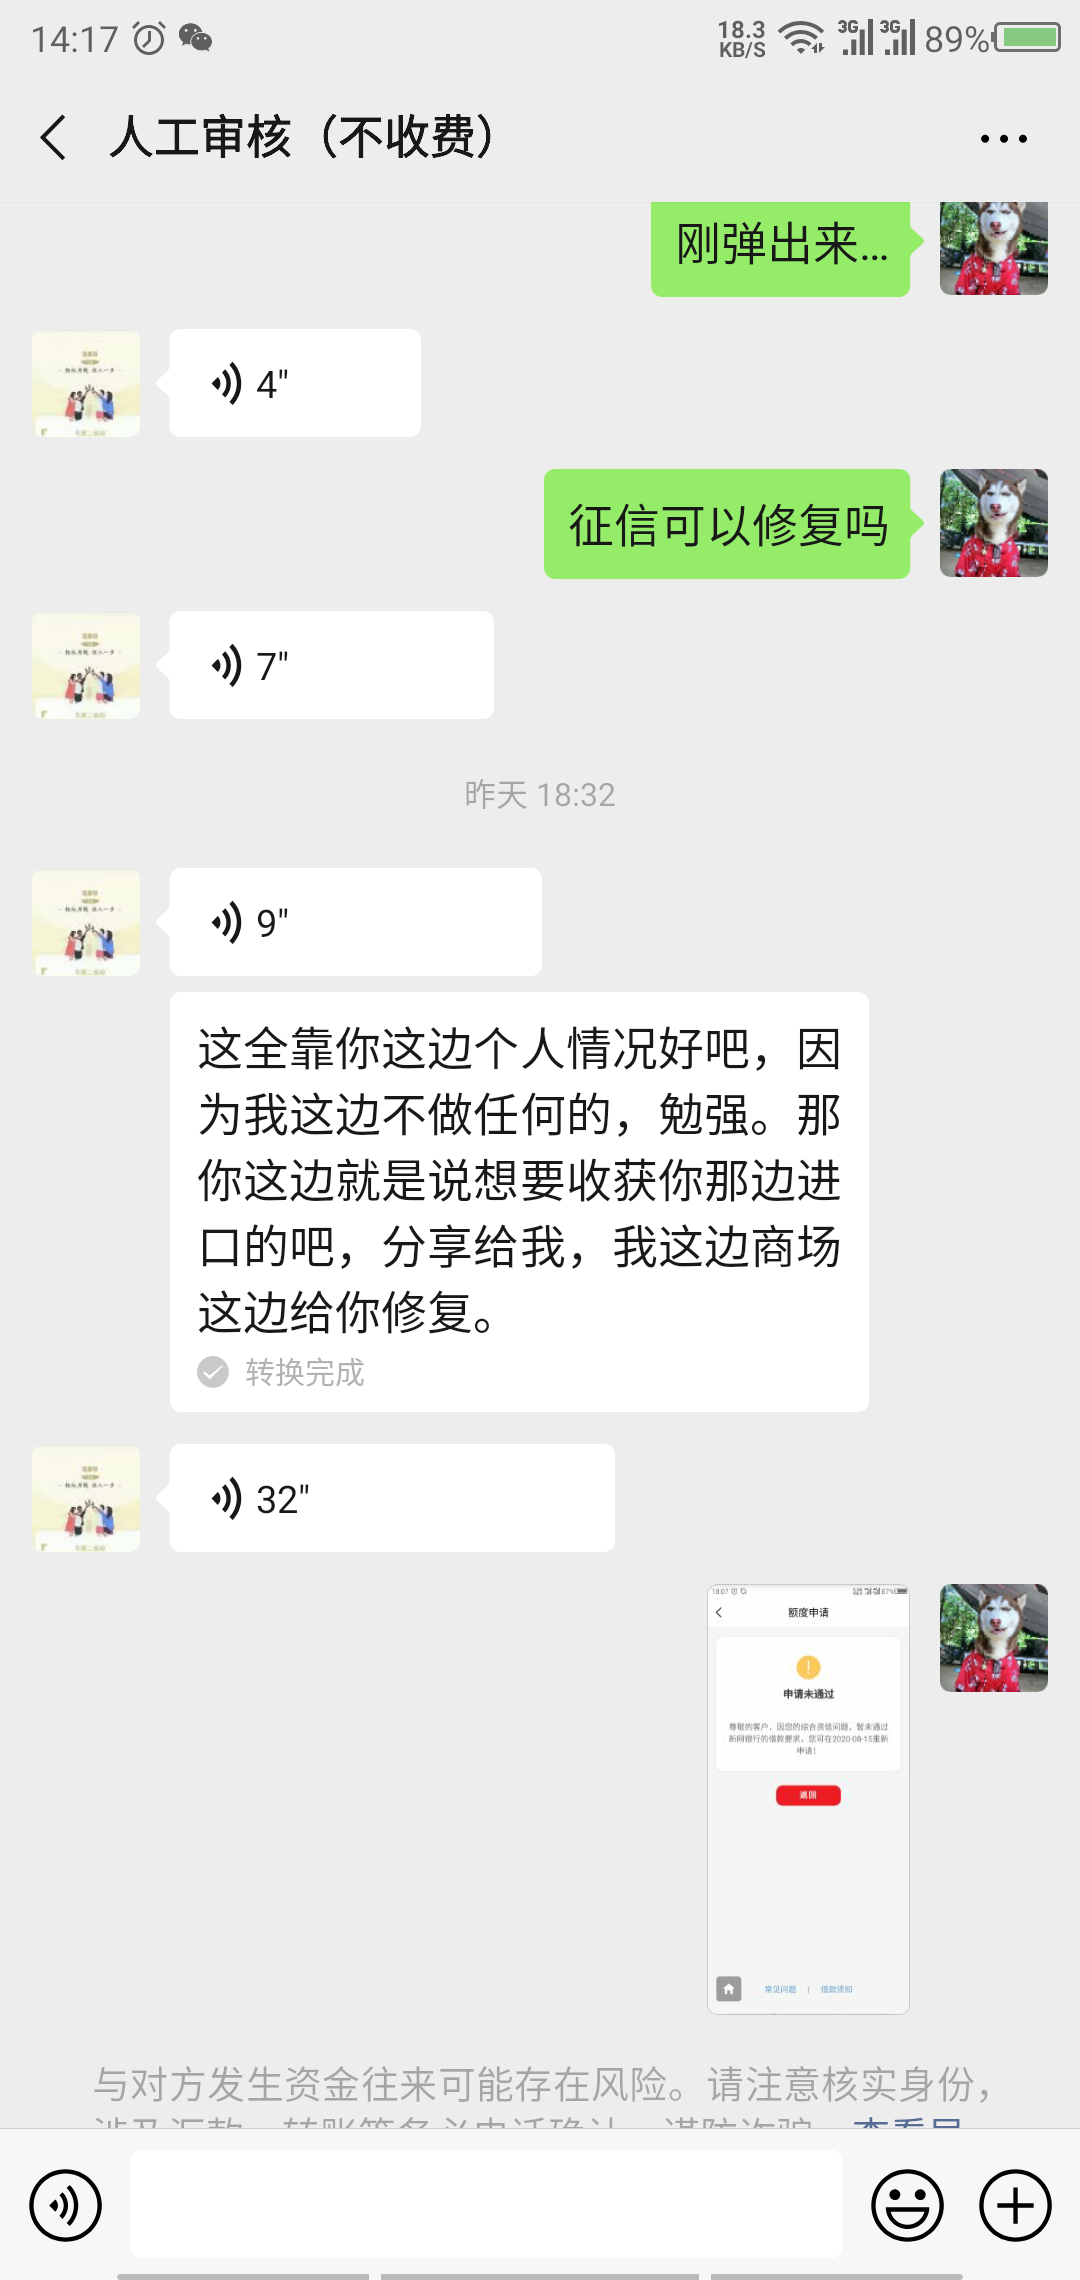 14:17
18.3
KB/S
3G
3G
89%
人工审核（不收费）
刚弹出来...
4"
征信可以修复吗
7"
昨天 18:32
9"
这全靠你这边个人情况好吧，因
为我这边不做任何的，勉强。那
你这边就是说想要收获你那边进
口的吧，分享给我，我这边商场
这边给你修复。
转换完成
32"
18:07
87%
额度申请
申请未通过
尊敬的客户，因您的综合资信问题，暂未通过
新网银行的借款要求，您可在2020-08-15重新
申请！
返回
常见问题 | 借款须知
与对方发生资金往来可能存在风险。请注意核实身份，